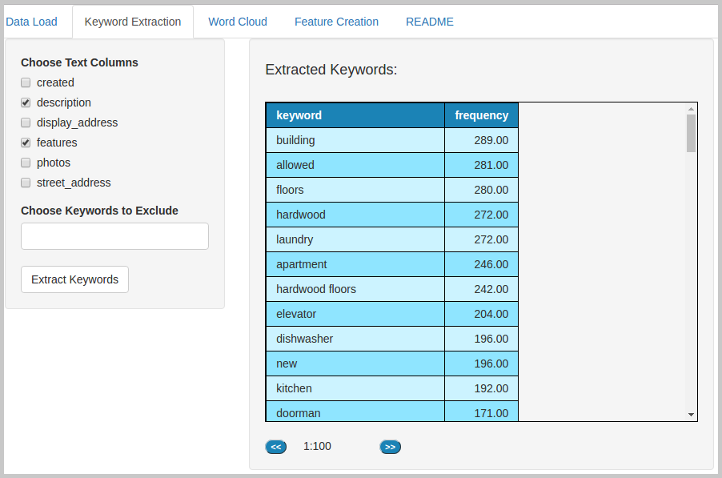 Data Load Keyword Extraction Word Cloud Feature Creation README
Choose Text Columns
created
description
display_address
features
photos
street_address
Choose Keywords to Exclude
Extract Keywords
Extracted Keywords:
keyword frequency
building 289.00
allowed 281.00
floors 280.00
hardwood 272.00
laundry 272.00
apartment 246.00
hardwood floors 242.00
elevator 204.00
dishwasher 196.00
new 196.00
kitchen 192.00
doorman 171.00
<< 1:100 >>